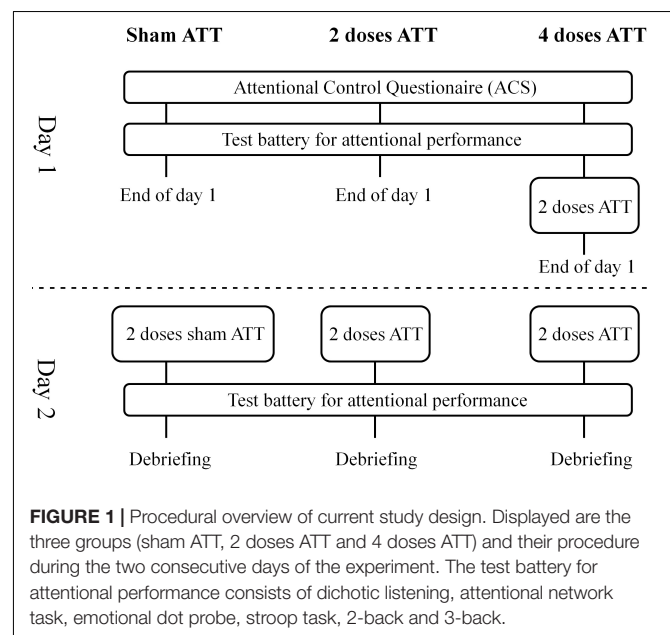 Sham ATT 2 doses ATT 4 doses ATT
Attentional Control Questionaire (ACS)
Day 1
Test battery for attentional performance
End of day 1 End of day 1
2 doses ATT
End of day 1
Day 2
2 doses sham ATT 2 doses ATT 2 doses ATT
Test battery for attentional performance
Debriefing Debriefing Debriefing
FIGURE 1 | Procedural overview of current study design. Displayed are the
three groups (sham ATT, 2 doses ATT and 4 doses ATT) and their procedure
during the two consecutive days of the experiment. The test battery for
attentional performance consists of dichotic listening, attentional network
task, emotional dot probe, stroop task, 2-back and 3-back.